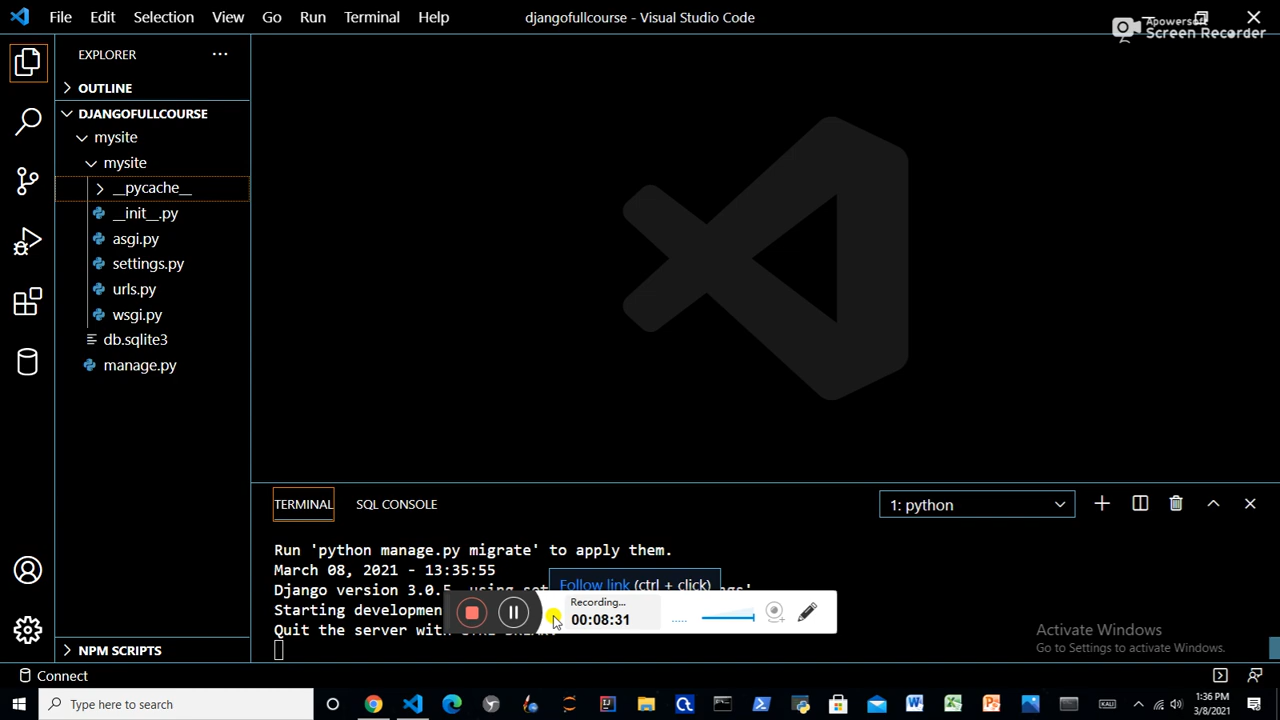 File Edit Selection View Go Run Terminal Help djangofullcourse - Visual Studio Code
Apowersoft
Screen Recorder
EXPLORER ...
OUTLINE
DJANGOFULLCOURSE
mysite
mysite
__pycache__
__init__.py
asgi.py
settings.py
urls.py
wsgi.py
db.sqlite3
manage.py
NPM SCRIPTS
TERMINAL SQL CONSOLE 1: python
Run 'python manage.py migrate' to apply them.
March 08, 2021 - 13:35:55
Django version 3.0.5, using
Follow link (ctrl + click)
Starting development
Quit the server with
Recording...
00:08:31
Activate Windows
Go to Settings to activate Windows.
Connect
Type here to search
KALI
1:36 PM
3/8/2021